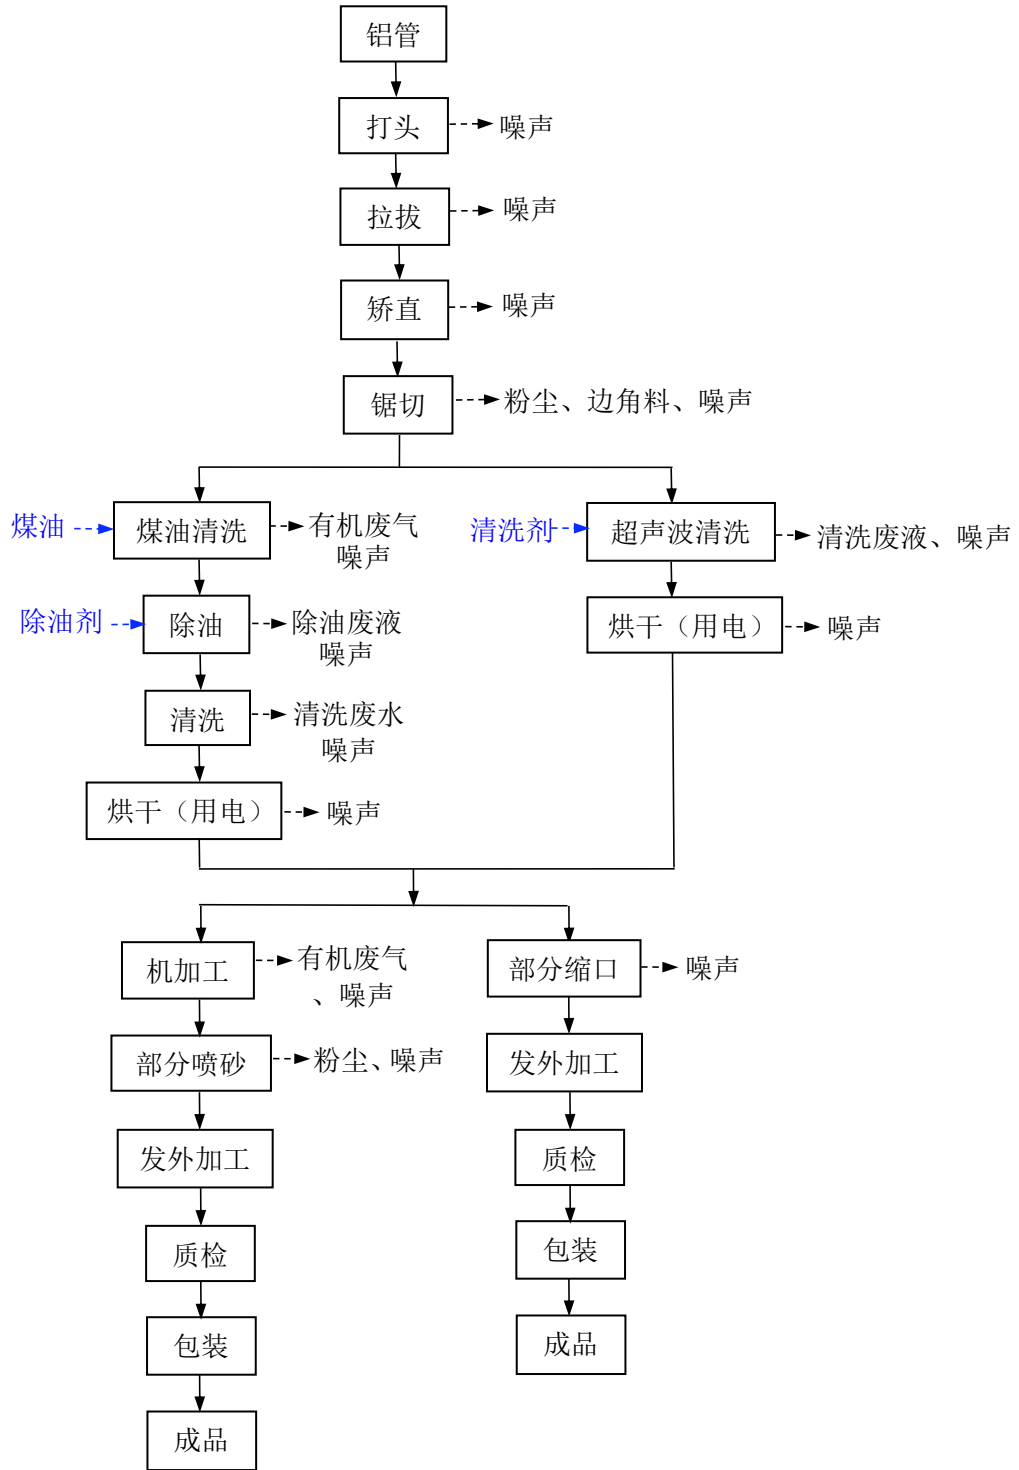 铝管
打头
噪声
拉拔
噪声
矫直
噪声
锯切
粉尘、边角料、噪声
煤油
煤油清洗
有机废气
噪声
清洗剂
超声波清洗
清洗废液、噪声
除油剂
除油
除油废液
噪声
烘干（用电）
噪声
清洗
清洗废水
噪声
烘干（用电）
噪声
机加工
有机废气
、噪声
部分缩口
噪声
部分喷砂
粉尘、噪声
发外加工
发外加工
质检
质检
包装
包装
成品
成品